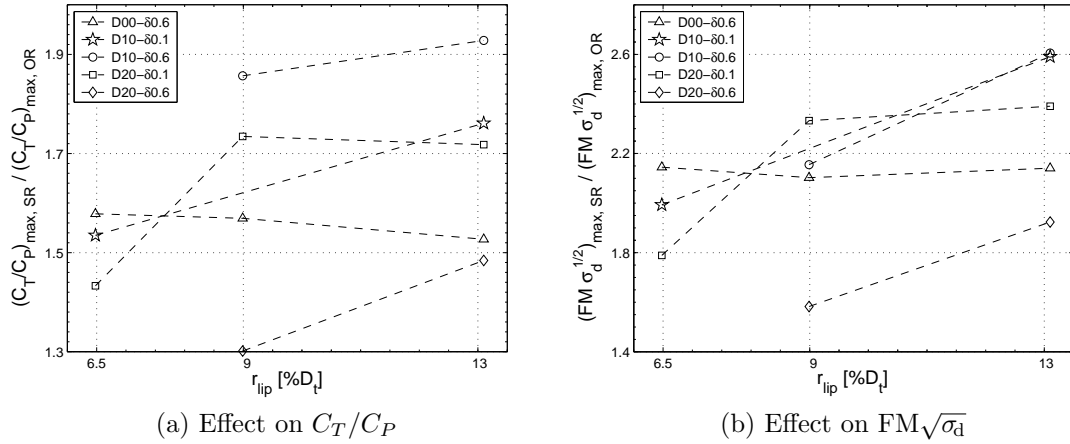 D00−δ0.6
D10−δ0.1
D10−δ0.6
D20−δ0.1
D20−δ0.6
1.9
1.7
1.5
1.3
(C_T/C_P)_max, SR / (C_T/C_P)_max, OR
6.5 9 13
r_lip [%D_t]
(a) Effect on C_T/C_P
D00−δ0.6
D10−δ0.1
D10−δ0.6
D20−δ0.1
D20−δ0.6
2.6
2.2
1.8
1.4
(FM σ_d^1/2)_max, SR / (FM σ_d^1/2)_max, OR
6.5 9 13
r_lip [%D_t]
(b) Effect on FM√σ_d